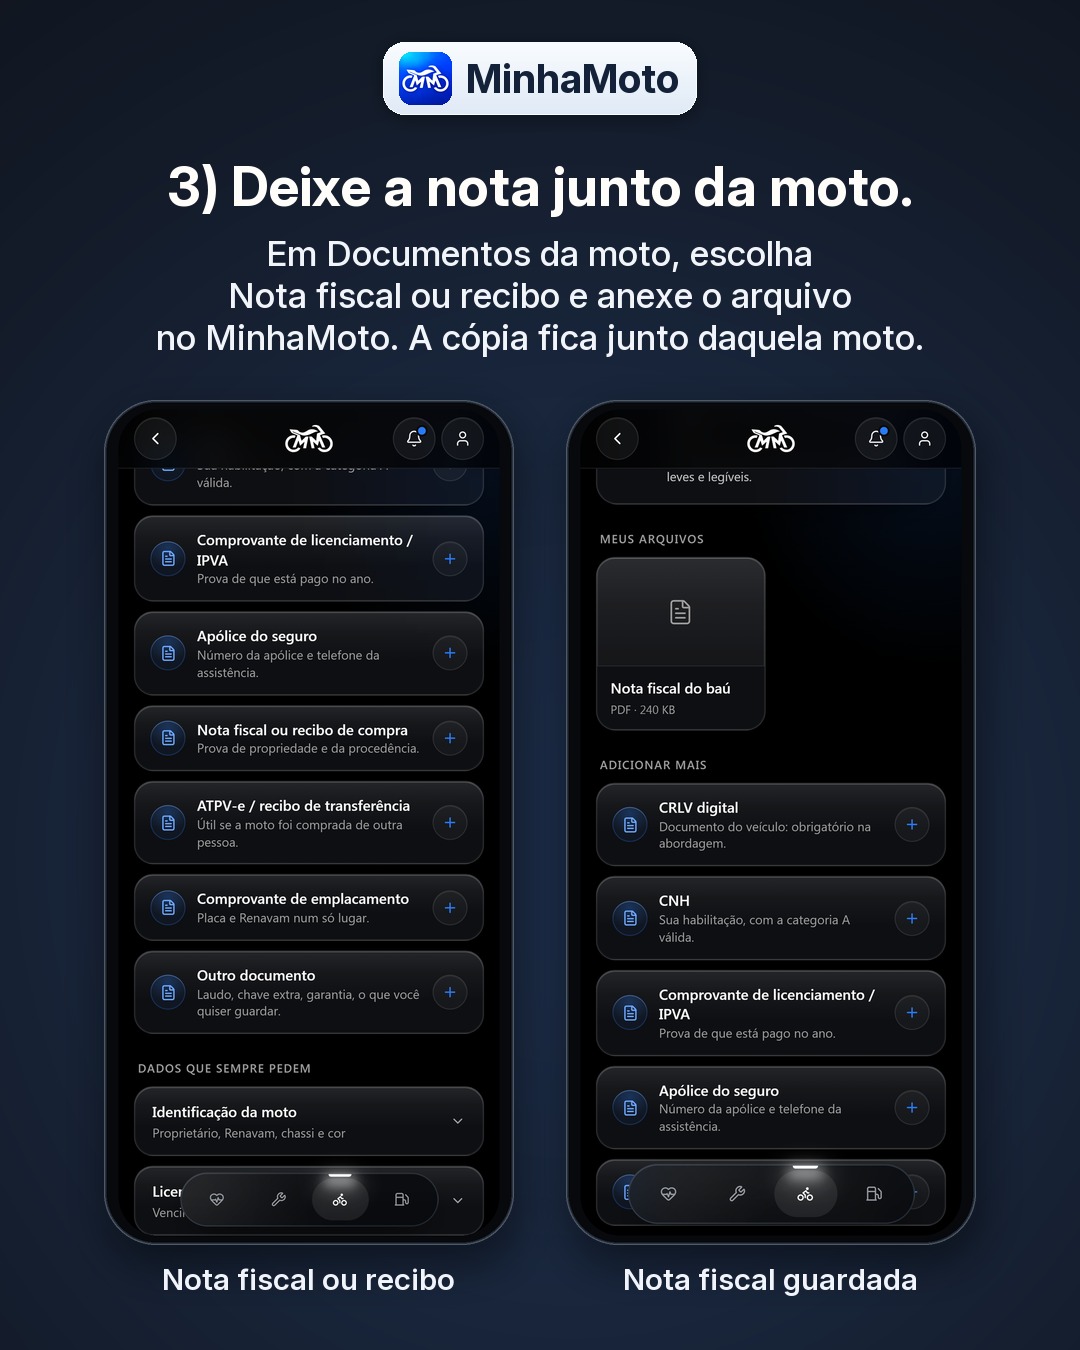 MinhaMoto
3) Deixe a nota junto da moto.
Em Documentos da moto, escolha
Nota fiscal ou recibo e anexe o arquivo
no MinhaMoto. A cópia fica junto daquela moto.
MM
válida.
Comprovante de licenciamento /
IPVA
Prova de que está pago no ano.
Apólice do seguro
Número da apólice e telefone da
assistência.
Nota fiscal ou recibo de compra
Prova de propriedade e da procedência.
ATPV-e / recibo de transferência
Útil se a moto foi comprada de outra
pessoa.
Comprovante de emplacamento
Placa e Renavam num só lugar.
Outro documento
Laudo, chave extra, garantia, o que você
quiser guardar.
DADOS QUE SEMPRE PEDEM
Identificação da moto
Proprietário, Renavam, chassi e cor
Nota fiscal ou recibo
MM
leves e legíveis.
MEUS ARQUIVOS
Nota fiscal do baú
PDF · 240 KB
ADICIONAR MAIS
CRLV digital
Documento do veículo: obrigatório na
abordagem.
CNH
Sua habilitação, com a categoria A
válida.
Comprovante de licenciamento /
IPVA
Prova de que está pago no ano.
Apólice do seguro
Número da apólice e telefone da
assistência.
Nota fiscal guardada